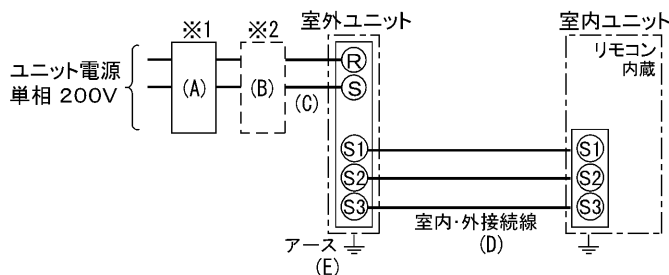 ※1
※2
室外ユニット
室内ユニット
リモコン
内蔵
ユニット電源
単相 200V
(A)
(B)
(C)
R
S
S1
S2
S3
S1
S2
S3
室内・外接続線
(D)
アース
(E)